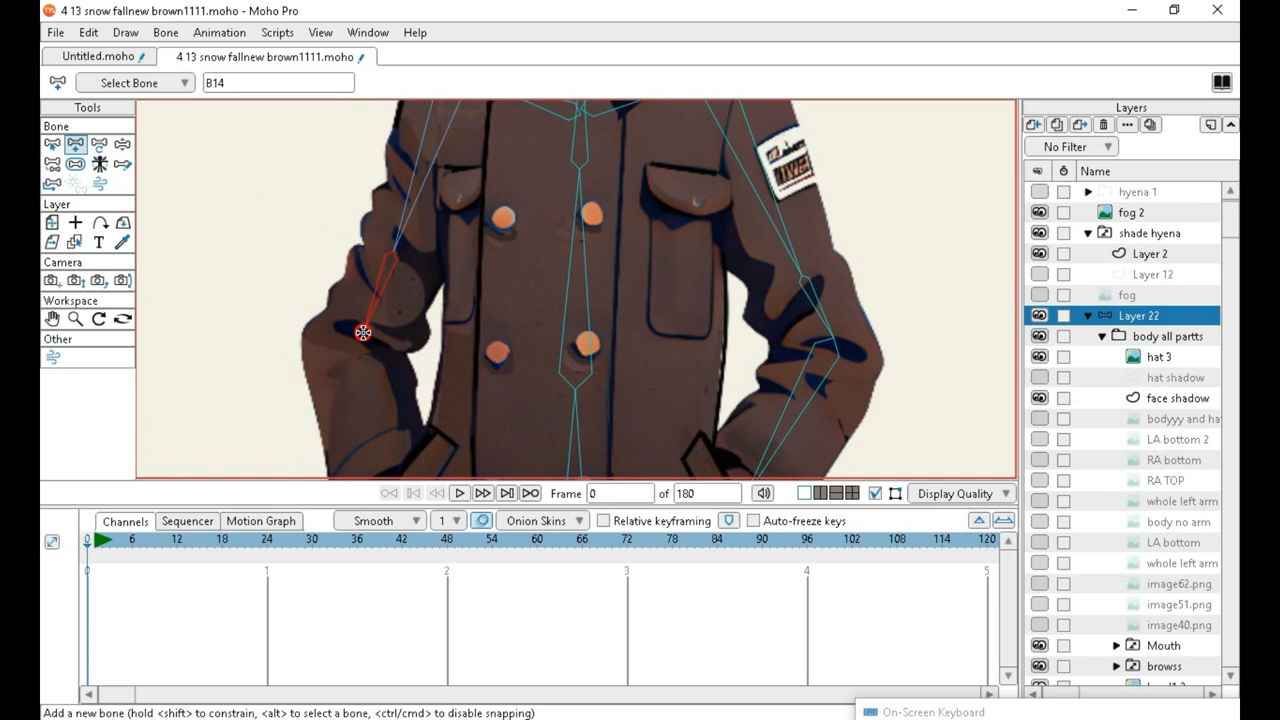 4 13 snow fallnew brown1111.moho - Moho Pro
File Edit Draw Bone Animation Scripts View Window Help
Untitled.moho 4 13 snow fallnew brown1111.moho
Select Bone B14
Tools
Bone
Layer
Camera
Workspace
Other
Layers
No Filter
Name
hyena 1
fog 2
shade hyena
Layer 2
Layer 12
fog
Layer 22
body all partts
hat 3
hat shadow
face shadow
bodyyy and ha
LA bottom 2
RA bottom
RA TOP
whole left arm
body no arm
LA bottom
whole left arm
image62.png
image51.png
image40.png
Mouth
browss
Frame 0 of 180 Display Quality
Channels Sequencer Motion Graph Smooth 1 Onion Skins Relative keyframing Auto-freeze keys
0 6 12 18 24 30 36 42 48 54 60 66 72 78 84 90 96 102 108 114 120
0 1 2 3 4 5
Add a new bone (hold <shift> to constrain, <alt> to select a bone, <ctrl/cmd> to disable snapping)
On-Screen Keyboard